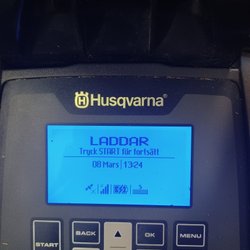 Husqvarna
LADDAR
Tryck START för fortsätt
08 Mars 13:24
BACK
OK
MENU
START